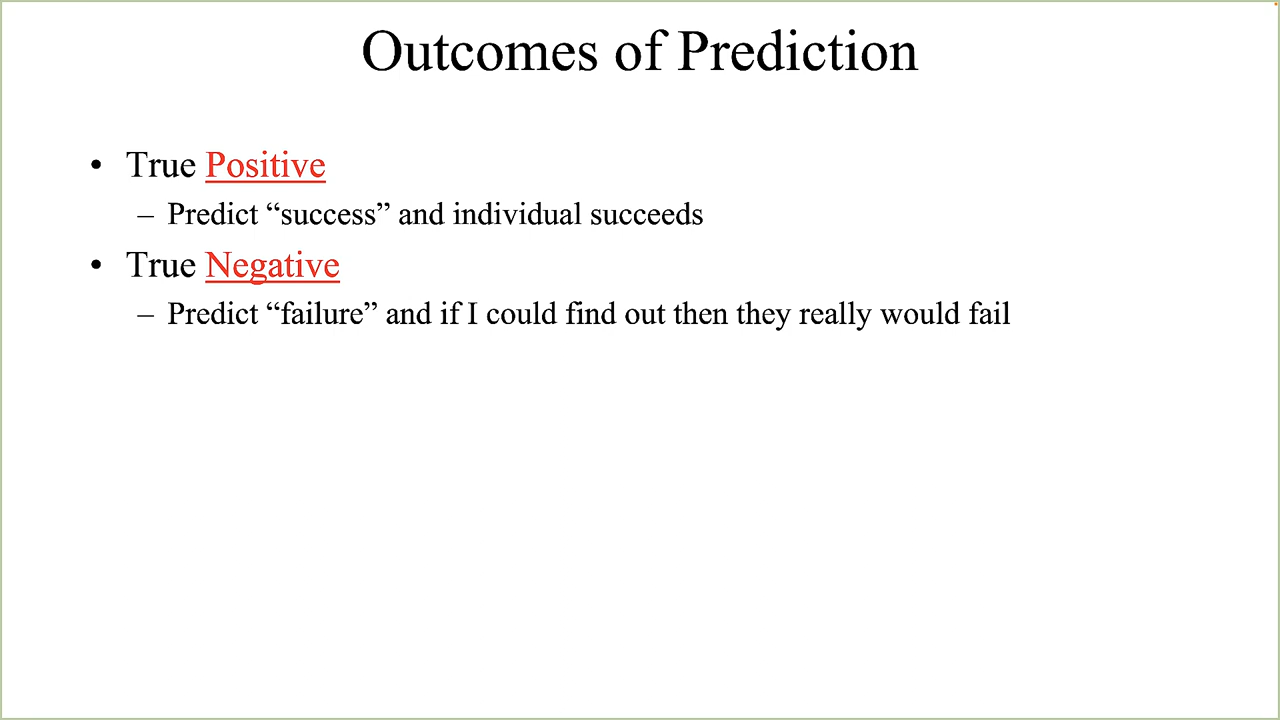 Outcomes of Prediction
• True Positive
– Predict “success” and individual succeeds
• True Negative
– Predict “failure” and if I could find out then they really would fail